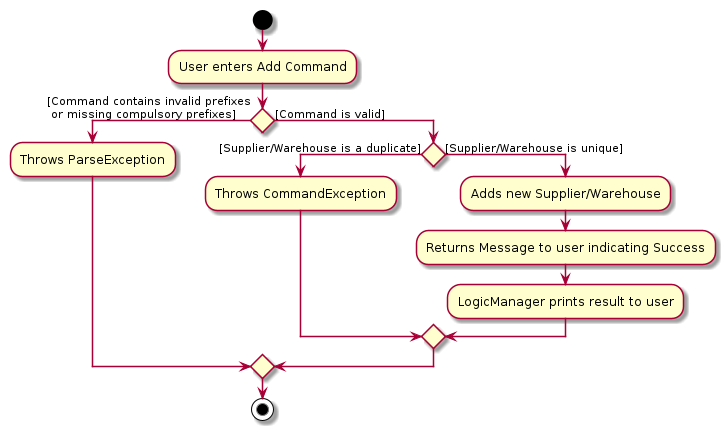 User enters Add Command
[Command contains invalid prefixes
or missing compulsory prefixes]
[Command is valid]
Throws ParseException
[Supplier/Warehouse is a duplicate]
[Supplier/Warehouse is unique]
Throws CommandException
Adds new Supplier/Warehouse
Returns Message to user indicating Success
LogicManager prints result to user